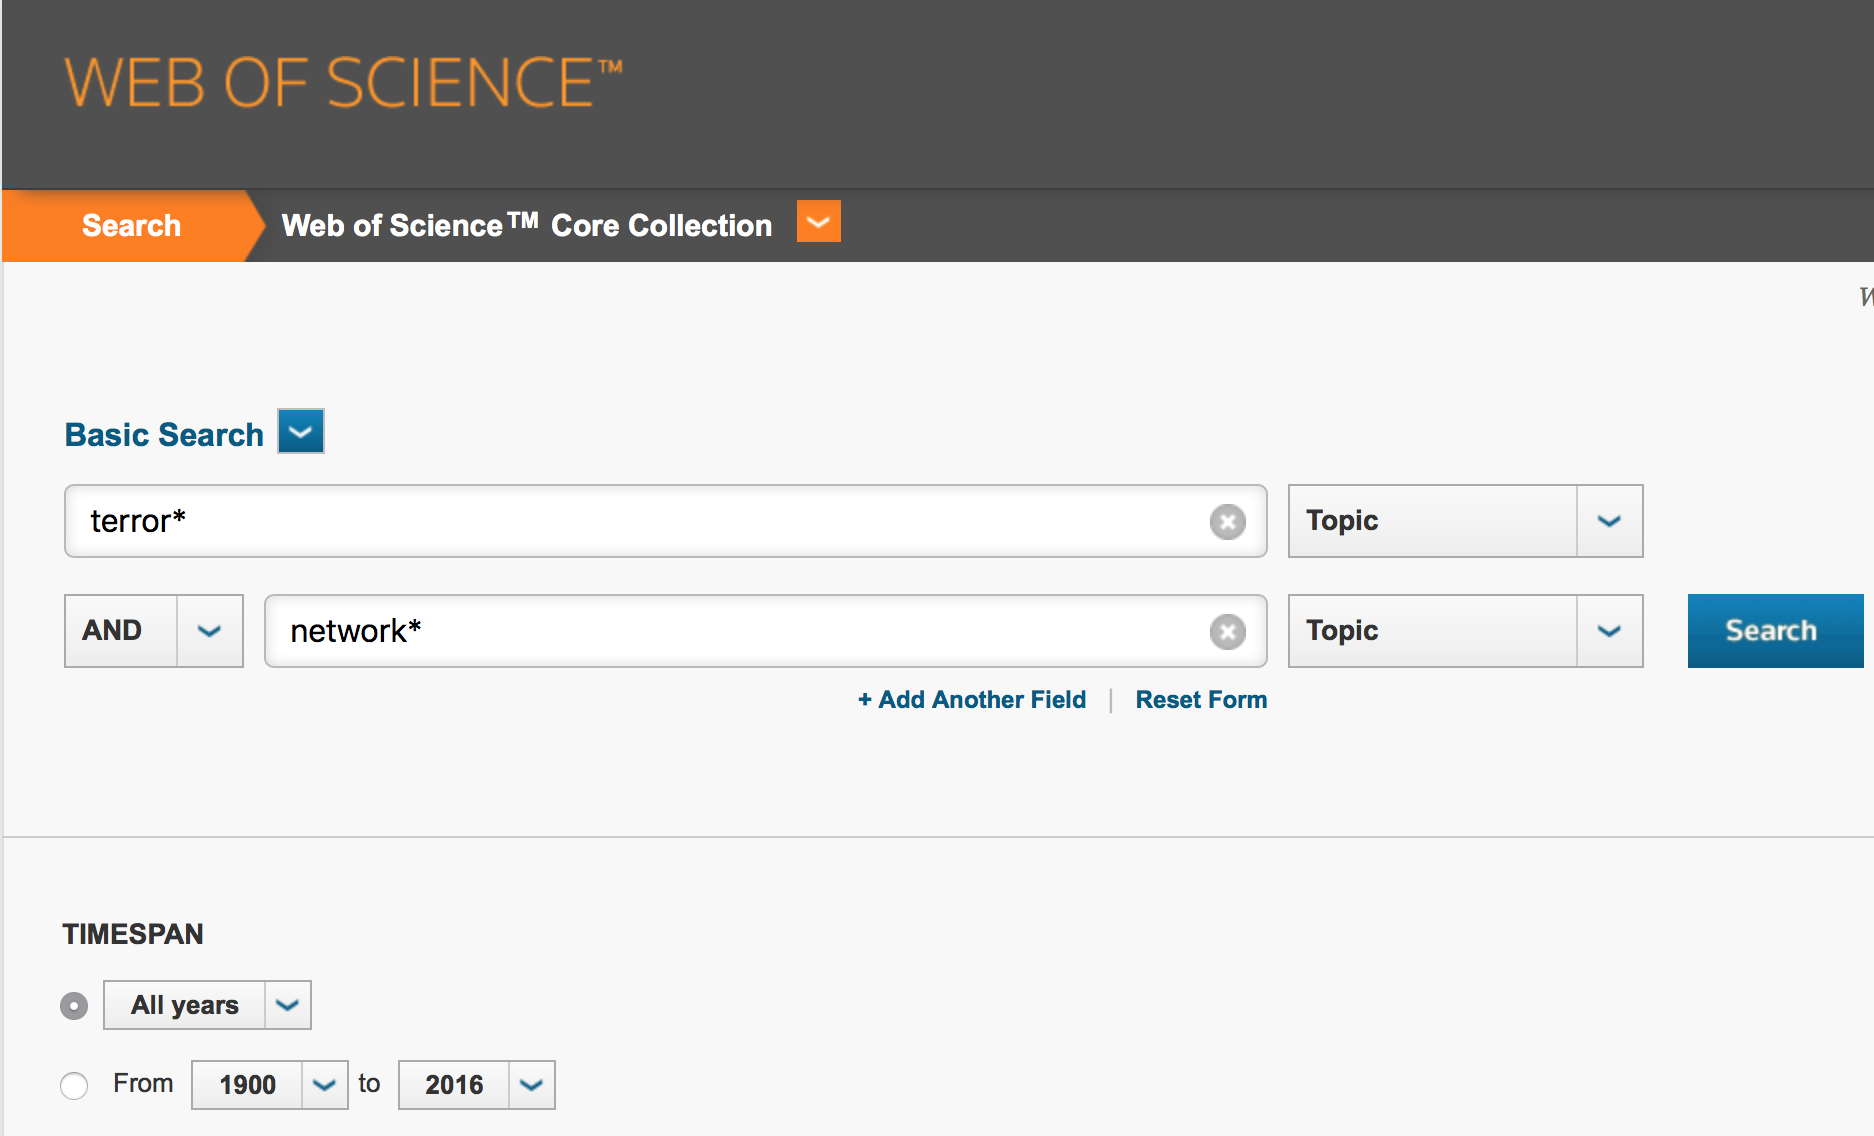 WEB OF SCIENCE™
Search Web of Science™ Core Collection
Basic Search
terror* Topic
AND network* Topic Search
+ Add Another Field | Reset Form
TIMESPAN
All years
From 1900 to 2016